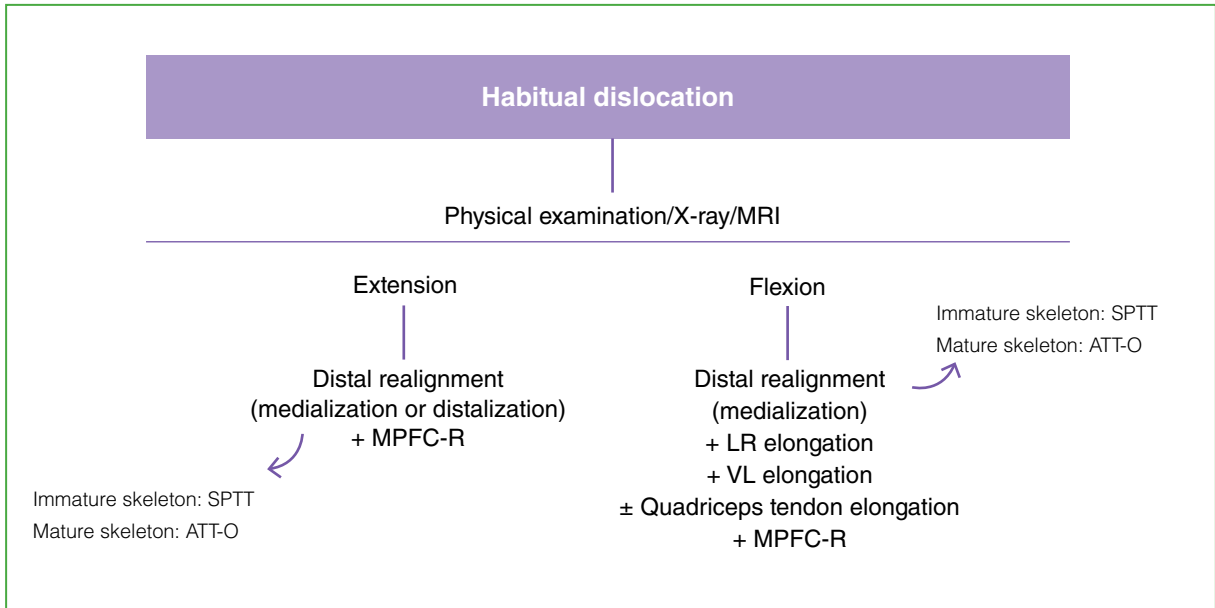 Habitual dislocation
Physical examination/X-ray/MRI
Extension
Distal realignment
(medialization or distalization)
+ MPFC-R
Immature skeleton: SPTT
Mature skeleton: ATT-O
Flexion
Immature skeleton: SPTT
Mature skeleton: ATT-O
Distal realignment
(medialization)
+ LR elongation
+ VL elongation
± Quadriceps tendon elongation
+ MPFC-R